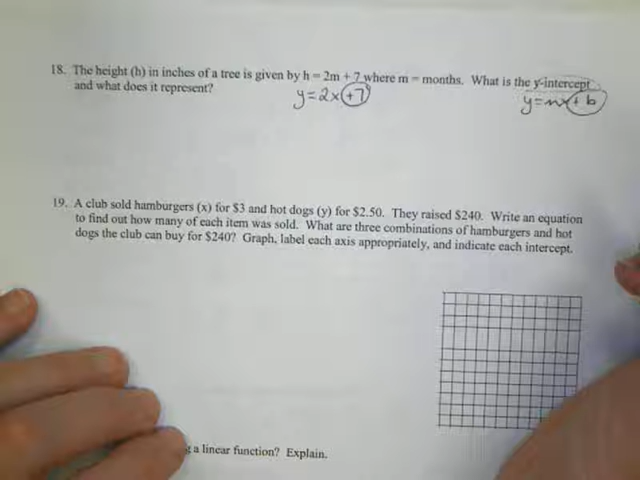 18. The height (h) in inches of a tree is given by h = 2m + 7 where m = months. What is the y-intercept
and what does it represent?
y=2x+7
y=mx+b
19. A club sold hamburgers (x) for $3 and hot dogs (y) for $2.50. They raised $240. Write an equation
to find out how many of each item was sold. What are three combinations of hamburgers and hot
dogs the club can buy for $240? Graph, label each axis appropriately, and indicate each intercept.
a linear function? Explain.